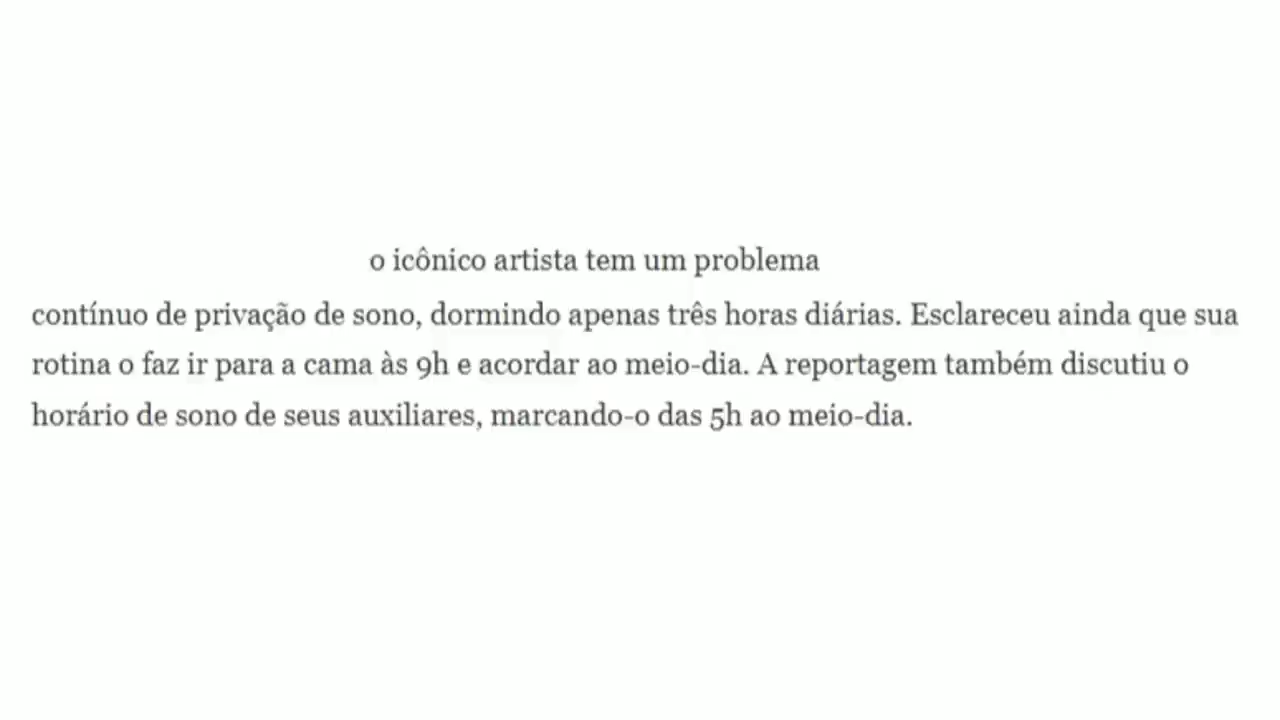 o icônico artista tem um problema
contínuo de privação de sono, dormindo apenas três horas diárias. Esclareceu ainda que sua
rotina o faz ir para a cama às 9h e acordar ao meio-dia. A reportagem também discutiu o
horário de sono de seus auxiliares, marcando-o das 5h ao meio-dia.